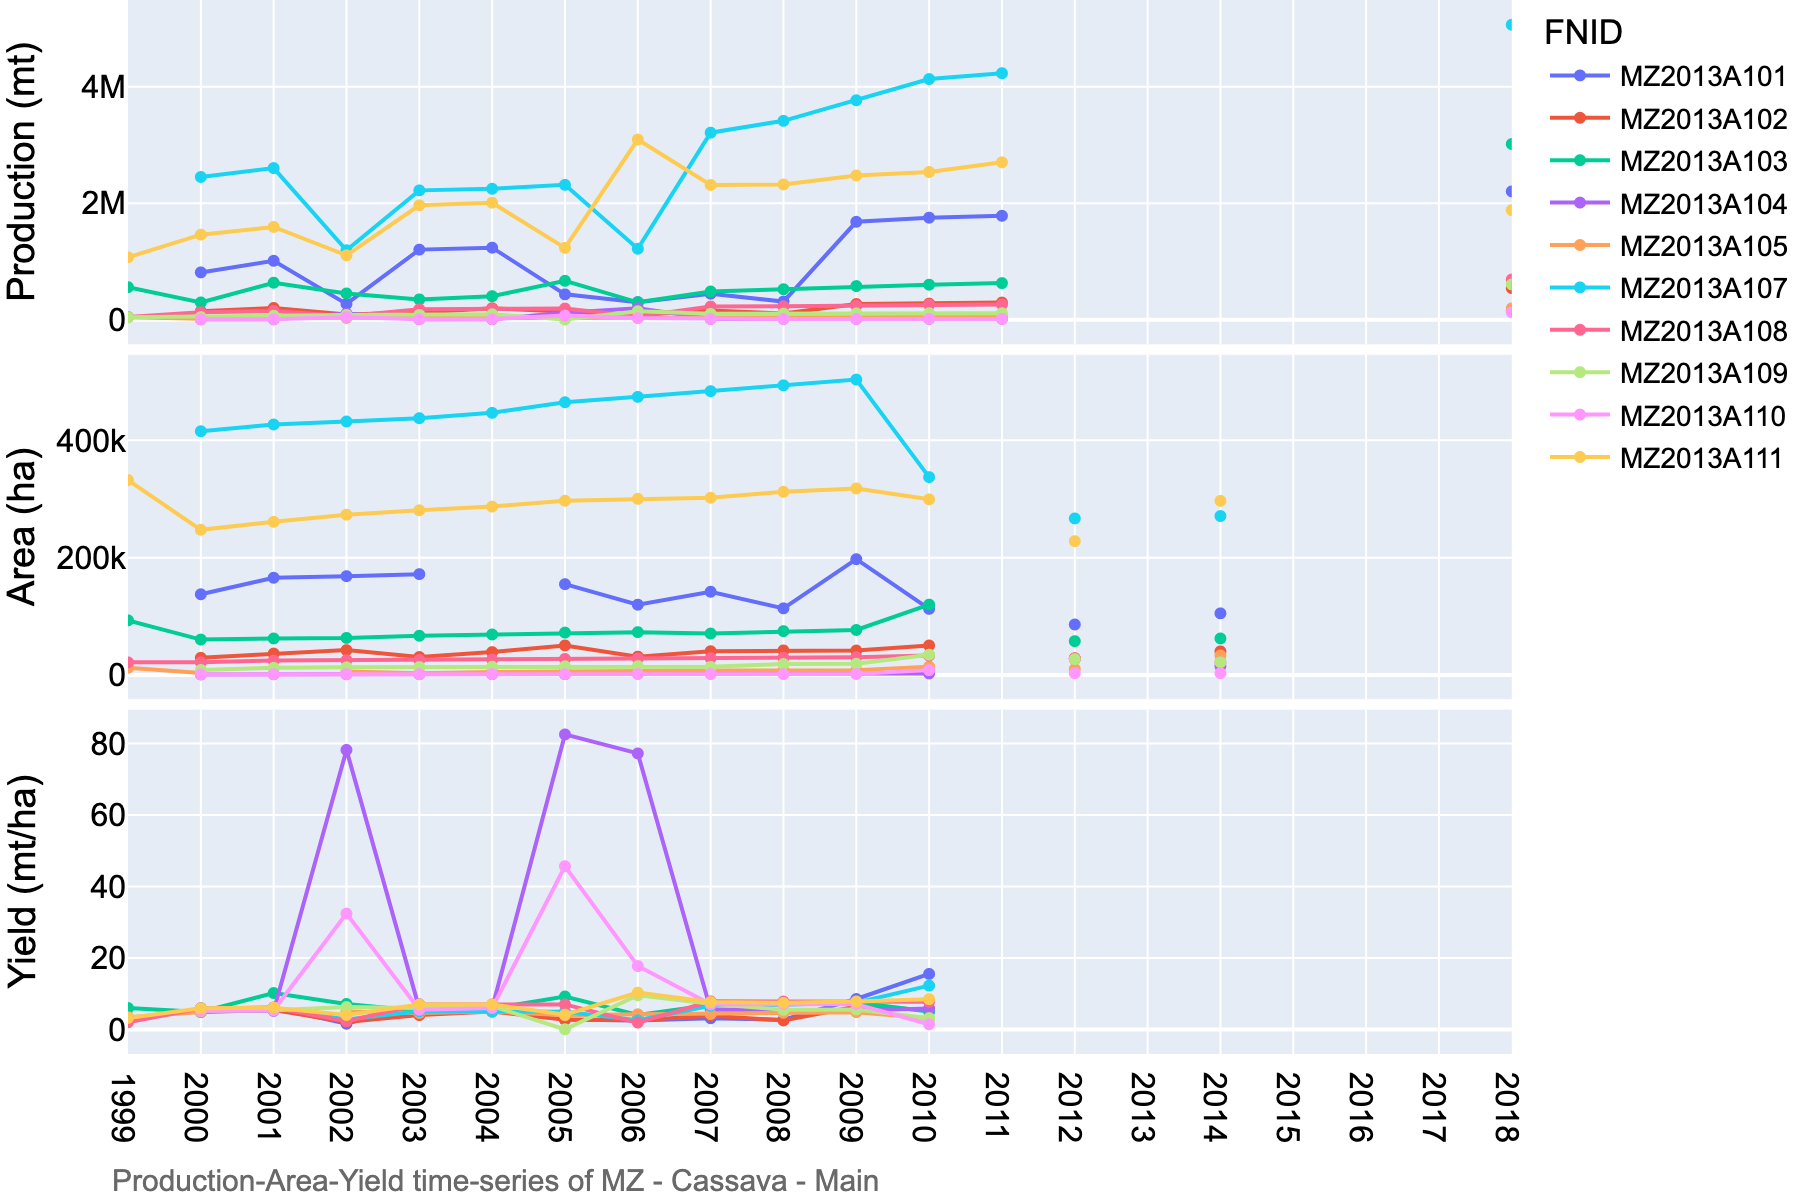 Production (mt)
4M
2M
0
Area (ha)
400k
200k
0
Yield (mt/ha)
80
60
40
20
0
1999
2000
2001
2002
2003
2004
2005
2006
2007
2008
2009
2010
2011
2012
2013
2014
2015
2016
2017
2018
Production-Area-Yield time-series of MZ - Cassava - Main
FNID
MZ2013A101
MZ2013A102
MZ2013A103
MZ2013A104
MZ2013A105
MZ2013A107
MZ2013A108
MZ2013A109
MZ2013A110
MZ2013A111